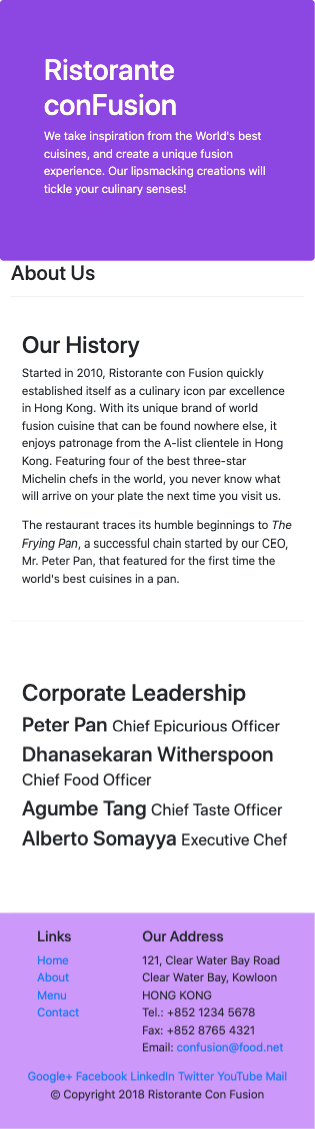 Ristorante
conFusion
We take inspiration from the World's best
cuisines, and create a unique fusion
experience. Our lipsmacking creations will
tickle your culinary senses!
About Us
Our History
Started in 2010, Ristorante con Fusion quickly
established itself as a culinary icon par excellence
in Hong Kong. With its unique brand of world
fusion cuisine that can be found nowhere else, it
enjoys patronage from the A-list clientele in Hong
Kong. Featuring four of the best three-star
Michelin chefs in the world, you never know what
will arrive on your plate the next time you visit us.
The restaurant traces its humble beginnings to The
Frying Pan, a successful chain started by our CEO,
Mr. Peter Pan, that featured for the first time the
world's best cuisines in a pan.
Corporate Leadership
Peter Pan Chief Epicurious Officer
Dhanasekaran Witherspoon
Chief Food Officer
Agumbe Tang Chief Taste Officer
Alberto Somayya Executive Chef
Links
Home
About
Menu
Contact
Our Address
121, Clear Water Bay Road
Clear Water Bay, Kowloon
HONG KONG
Tel.: +852 1234 5678
Fax: +852 8765 4321
Email: confusion@food.net
Google+ Facebook LinkedIn Twitter YouTube Mail
© Copyright 2018 Ristorante Con Fusion